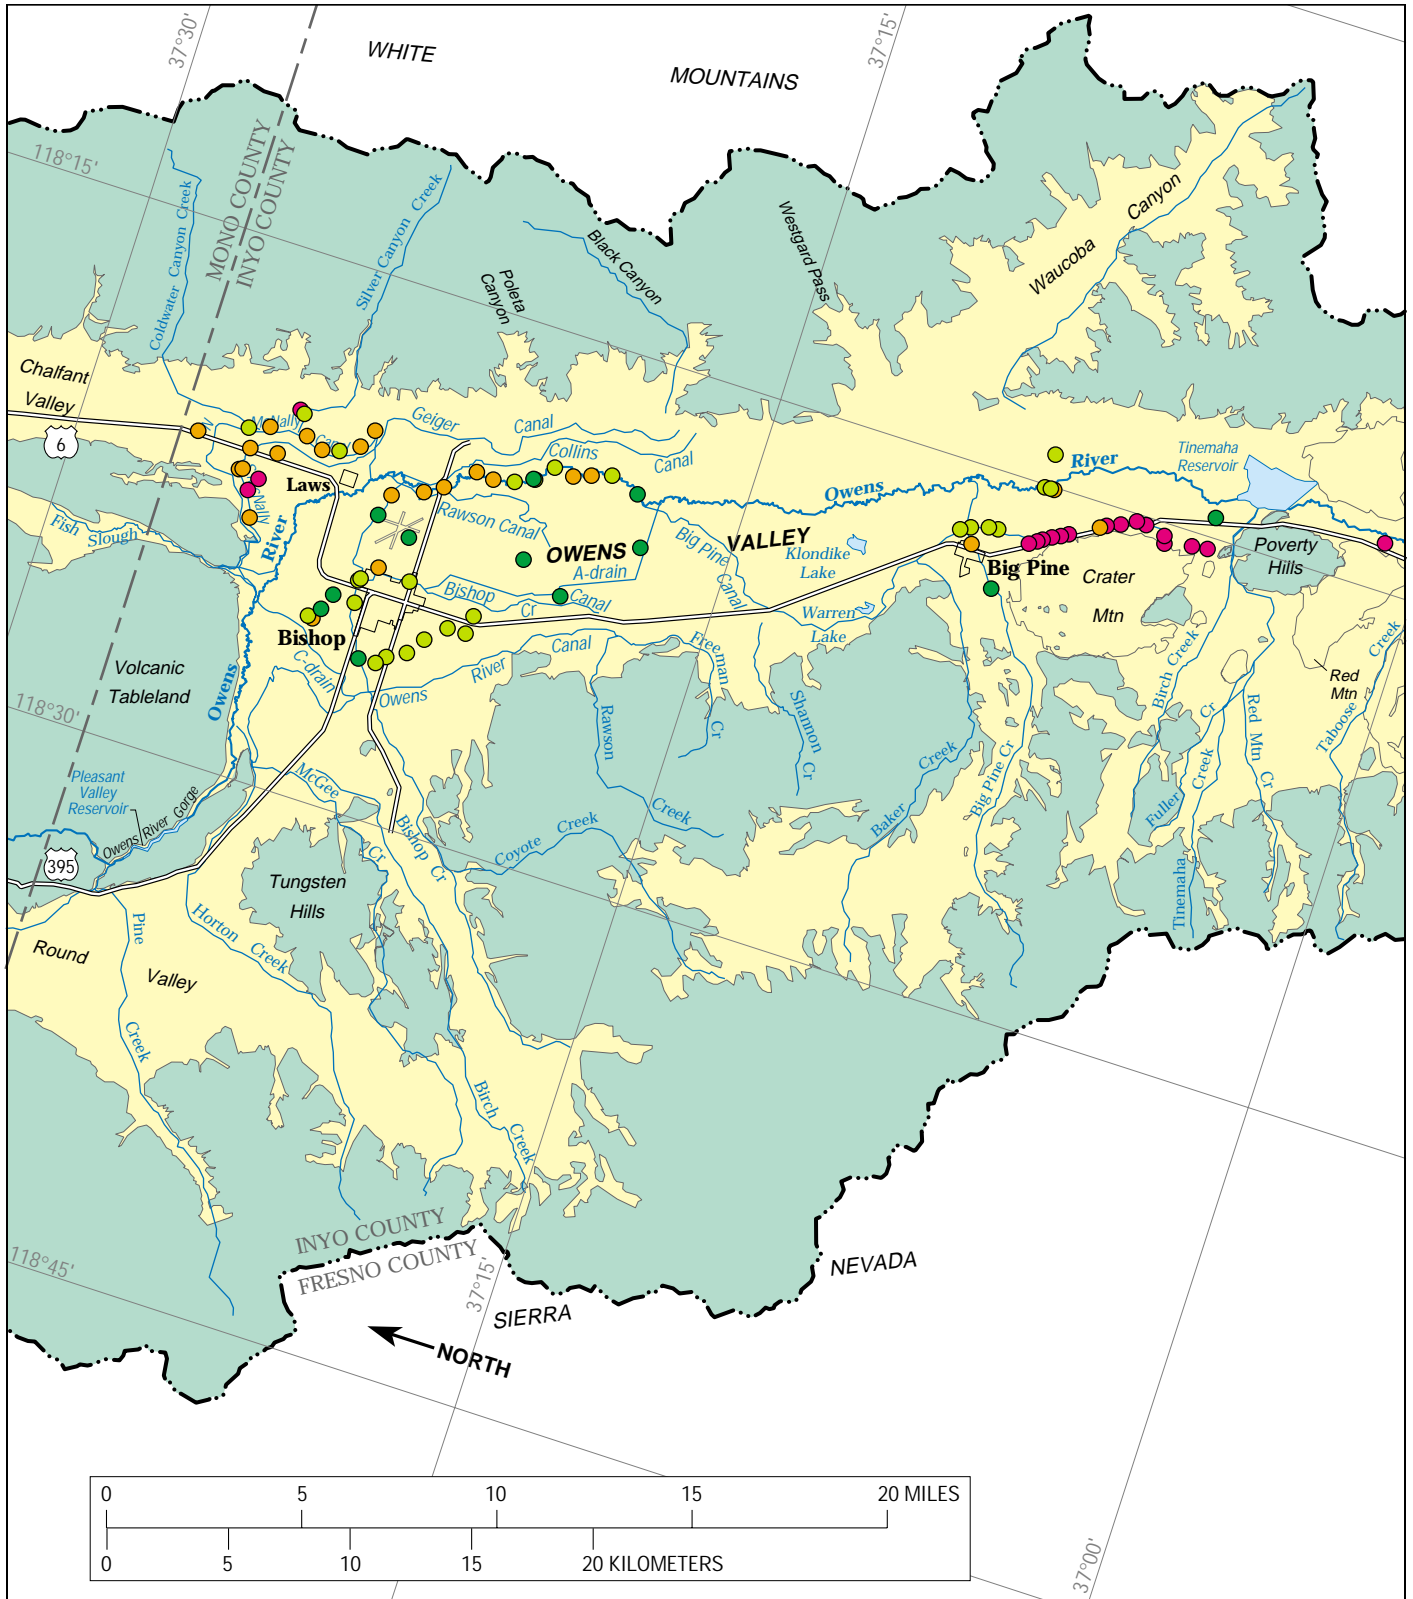 37°30'
WHITE
MOUNTAINS
37°15'
118°15'
MONO COUNTY
INYO COUNTY
Coldwater Canyon Creek
Silver Canyon Creek
Black Canyon
Poleta
Canyon
Westgard Pass
Waucoba
Canyon
Chalfant
Valley
6
N
McNally
Canal
Geiger
Canal
Collins
Canal
Laws
McNally
Fish
Slough
River
Rawson Canal
OWENS
VALLEY
A-drain
Big Pine
Canal
Klondike
Lake
Warren
Lake
Owens
River
Tinemaha
Reservoir
Big Pine
Crater
Mtn
Poverty
Hills
Red
Mtn
Bishop
Cr
Canal
Bishop
C-drain
Owens
River
Canal
Freeman
Cr
Shannon
Cr
Rawson
Creek
Volcanic
Tableland
Owens
118°30'
Pleasant
Valley
Reservoir
Owens River Gorge
395
McGee
Cr
Bishop
Cr
Coyote
Creek
Baker
Creek
Big Pine Cr
Birch Creek
Fuller
Cr
Tinemaha
Creek
Red Mtn
Cr
Taboose
Creek
Tungsten
Hills
Horton Creek
Pine
Creek
Round
Valley
Birch
Creek
INYO COUNTY
FRESNO COUNTY
118°45'
37°15'
SIERRA
NEVADA
NORTH
37°00'
0 5 10 15 20 MILES
0 5 10 15 20 KILOMETERS